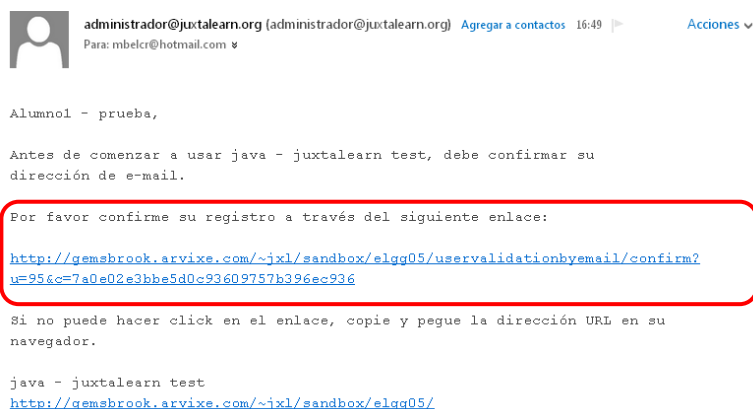 administrador@juxtalearn.org (administrador@juxtalearn.org) Agregar a contactos 16:49 Acciones
Para: mbelcr@hotmail.com
Alumno1 - prueba,
Antes de comenzar a usar java - juxtalearn test, debe confirmar su
dirección de e-mail.
Por favor confirme su registro a través del siguiente enlace:
http://gemsbrook.arvixe.com/~jxl/sandbox/elgg05/uservalidationbyemail/confirm?
u=95&c=7a0e02e3bbe5d0c93609757b396ec936
Si no puede hacer click en el enlace, copie y pegue la dirección URL en su
navegador.
java - juxtalearn test
http://gemsbrook.arvixe.com/~jxl/sandbox/elgg05/